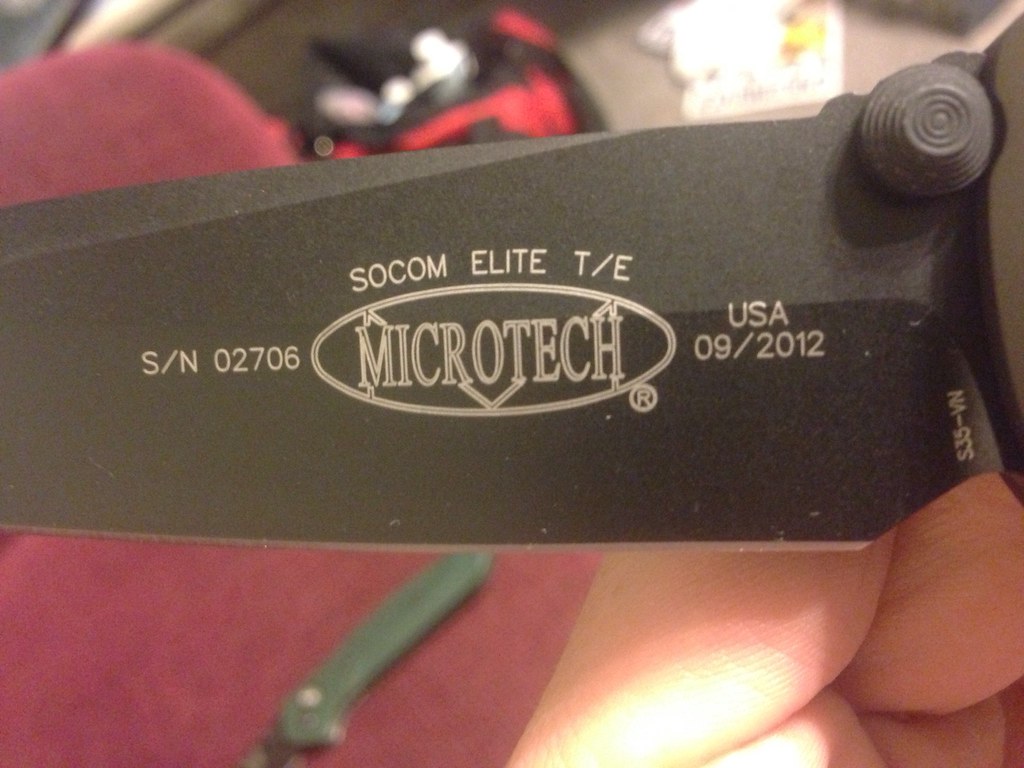 SOCOM ELITE T/E
S/N 02706
MICROTECH
®
USA
09/2012
S35-VN